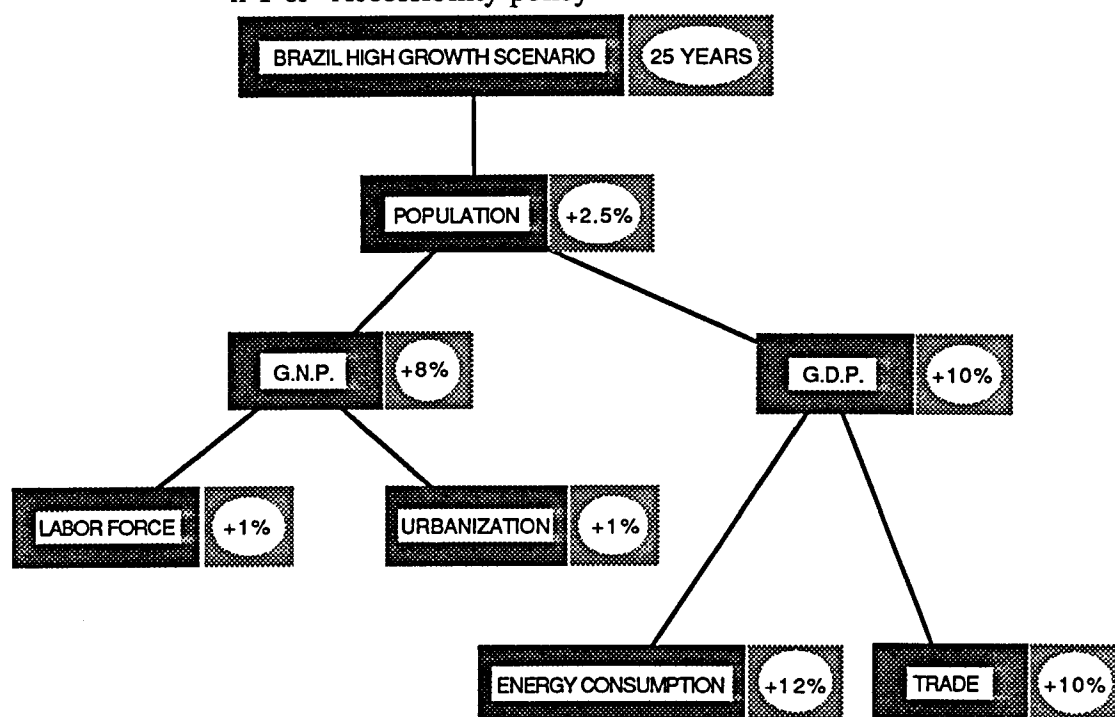 BRAZIL HIGH GROWTH SCENARIO 25 YEARS
POPULATION +2.5%
G.N.P. +8% G.D.P. +10%
LABOR FORCE +1% URBANIZATION +1%
ENERGY CONSUMPTION +12% TRADE +10%